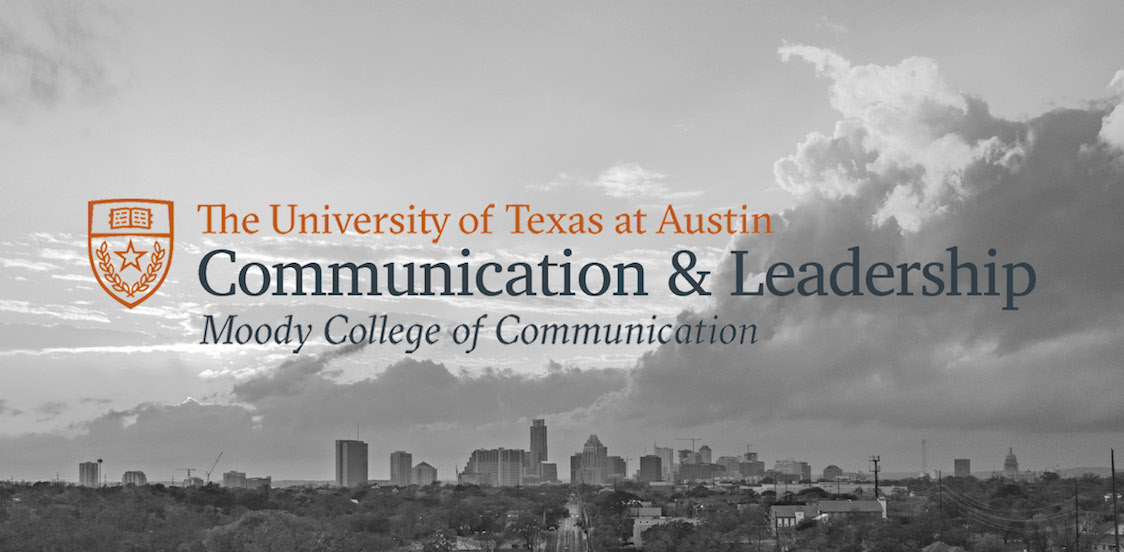 The University of Texas at Austin
Communication & Leadership
Moody College of Communication